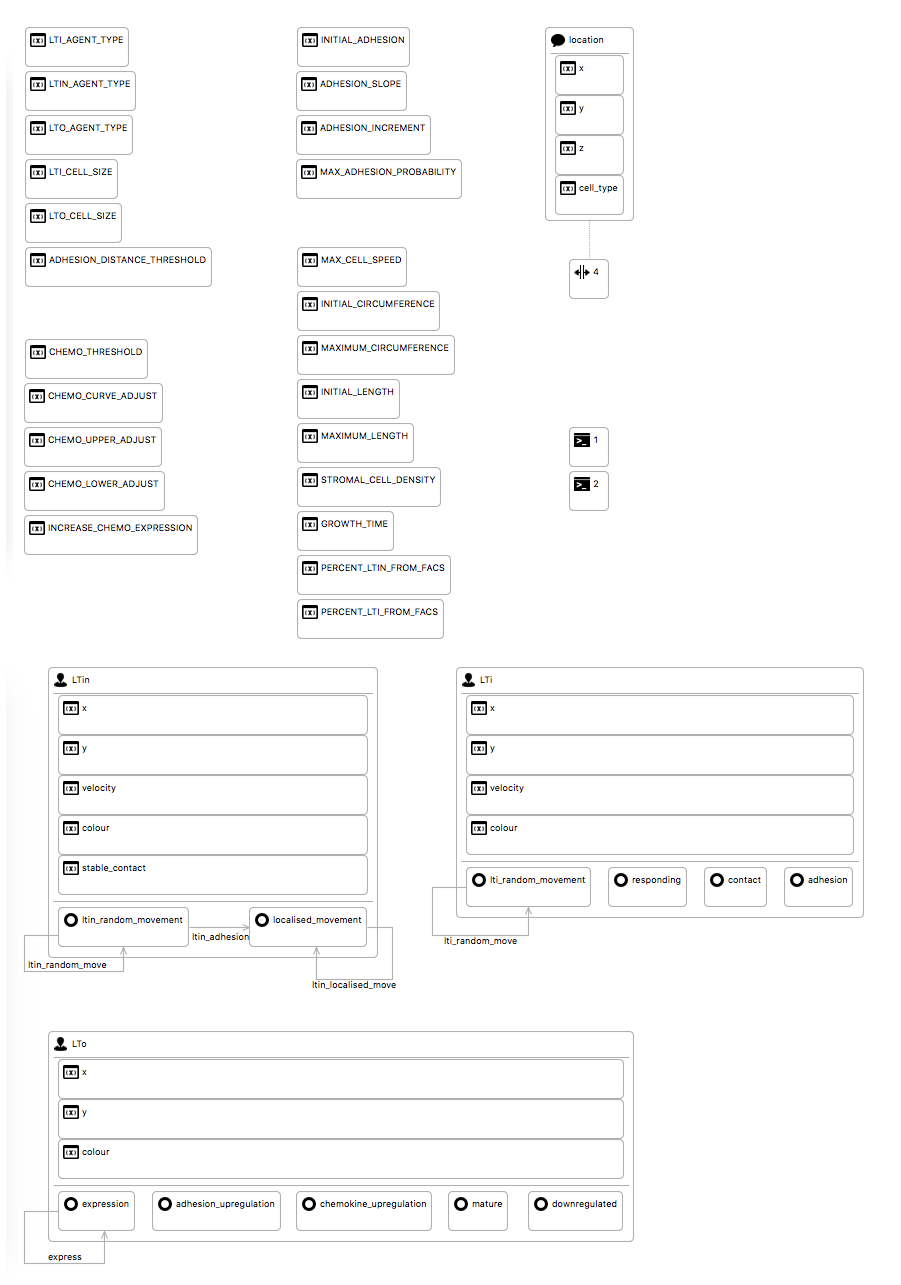 LTI_AGENT_TYPE
LTIN_AGENT_TYPE
LTO_AGENT_TYPE
LTI_CELL_SIZE
LTO_CELL_SIZE
ADHESION_DISTANCE_THRESHOLD
CHEMO_THRESHOLD
CHEMO_CURVE_ADJUST
CHEMO_UPPER_ADJUST
CHEMO_LOWER_ADJUST
INCREASE_CHEMO_EXPRESSION
INITIAL_ADHESION
ADHESION_SLOPE
ADHESION_INCREMENT
MAX_ADHESION_PROBABILITY
MAX_CELL_SPEED
INITIAL_CIRCUMFERENCE
MAXIMUM_CIRCUMFERENCE
INITIAL_LENGTH
MAXIMUM_LENGTH
STROMAL_CELL_DENSITY
GROWTH_TIME
PERCENT_LTIN_FROM_FACS
PERCENT_LTI_FROM_FACS
location
x
y
z
cell_type
4
1
2
LTin
x
y
velocity
colour
stable_contact
ltin_random_movement
ltin_adhesion
localised_movement
ltin_random_move
ltin_localised_move
LTi
x
y
velocity
colour
lti_random_movement
responding
contact
adhesion
lti_random_move
LTo
x
y
colour
expression
adhesion_upregulation
chemokine_upregulation
mature
downregulated
express